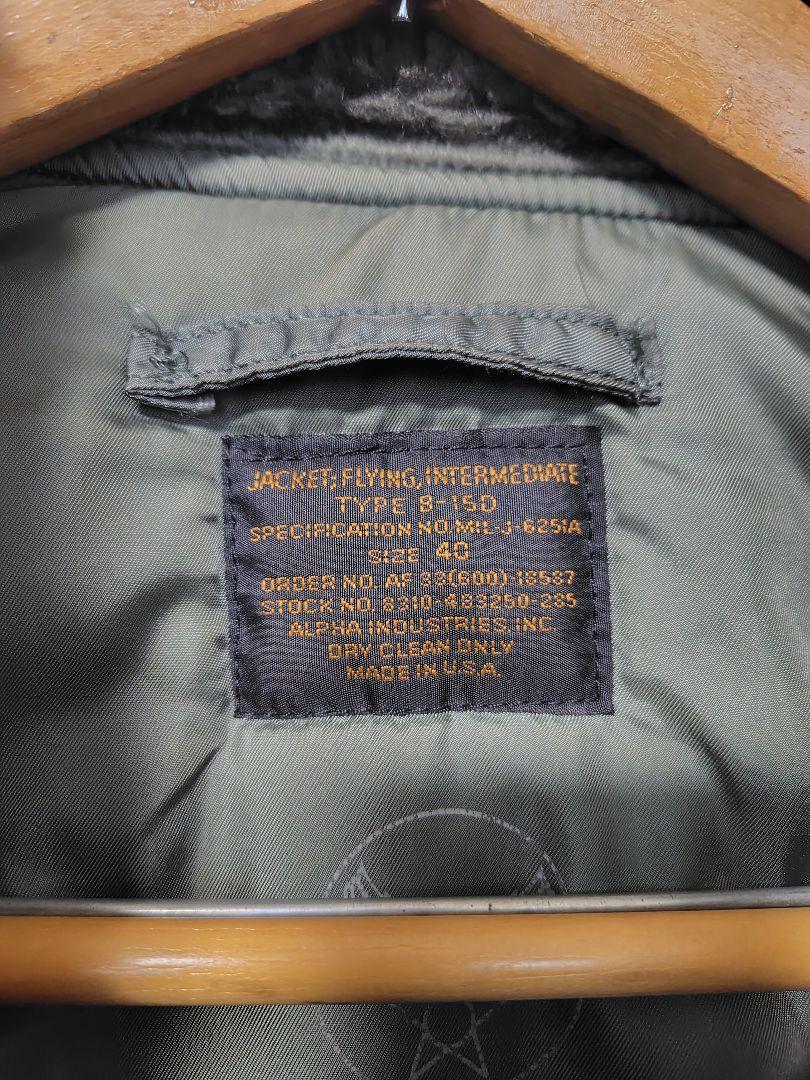 JACKET; FLYING, INTERMEDIATE
TYPE B-15D
SPECIFICATION NO. MIL-J-6251A
SIZE 40
ORDER NO. AF 33(600)-18587
STOCK NO. 8310-483250-285
ALPHA INDUSTRIES, INC.
DRY CLEAN ONLY
MADE IN U.S.A.